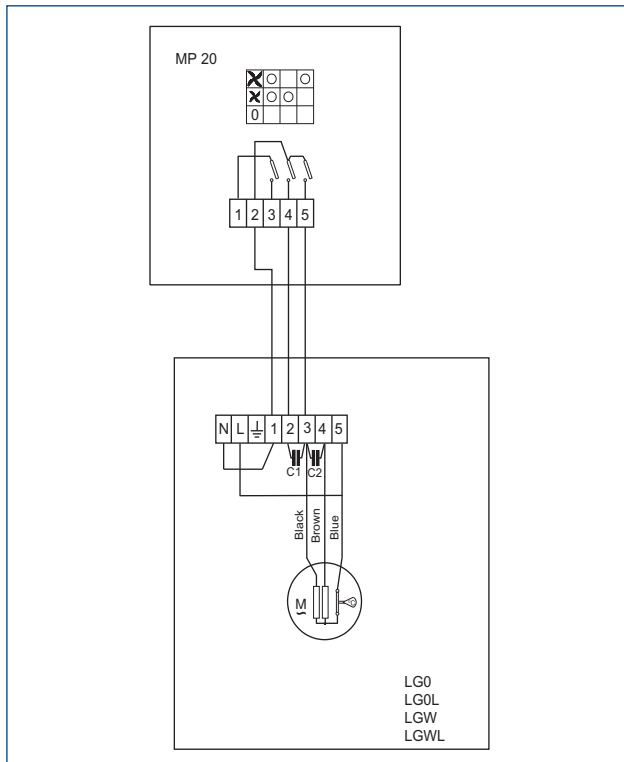 MP 20
0
1 2 3 4 5
N L 1 2 3 4 5
C1 C2
Black
Brown
Blue
M
~
LG0
LG0L
LGW
LGWL